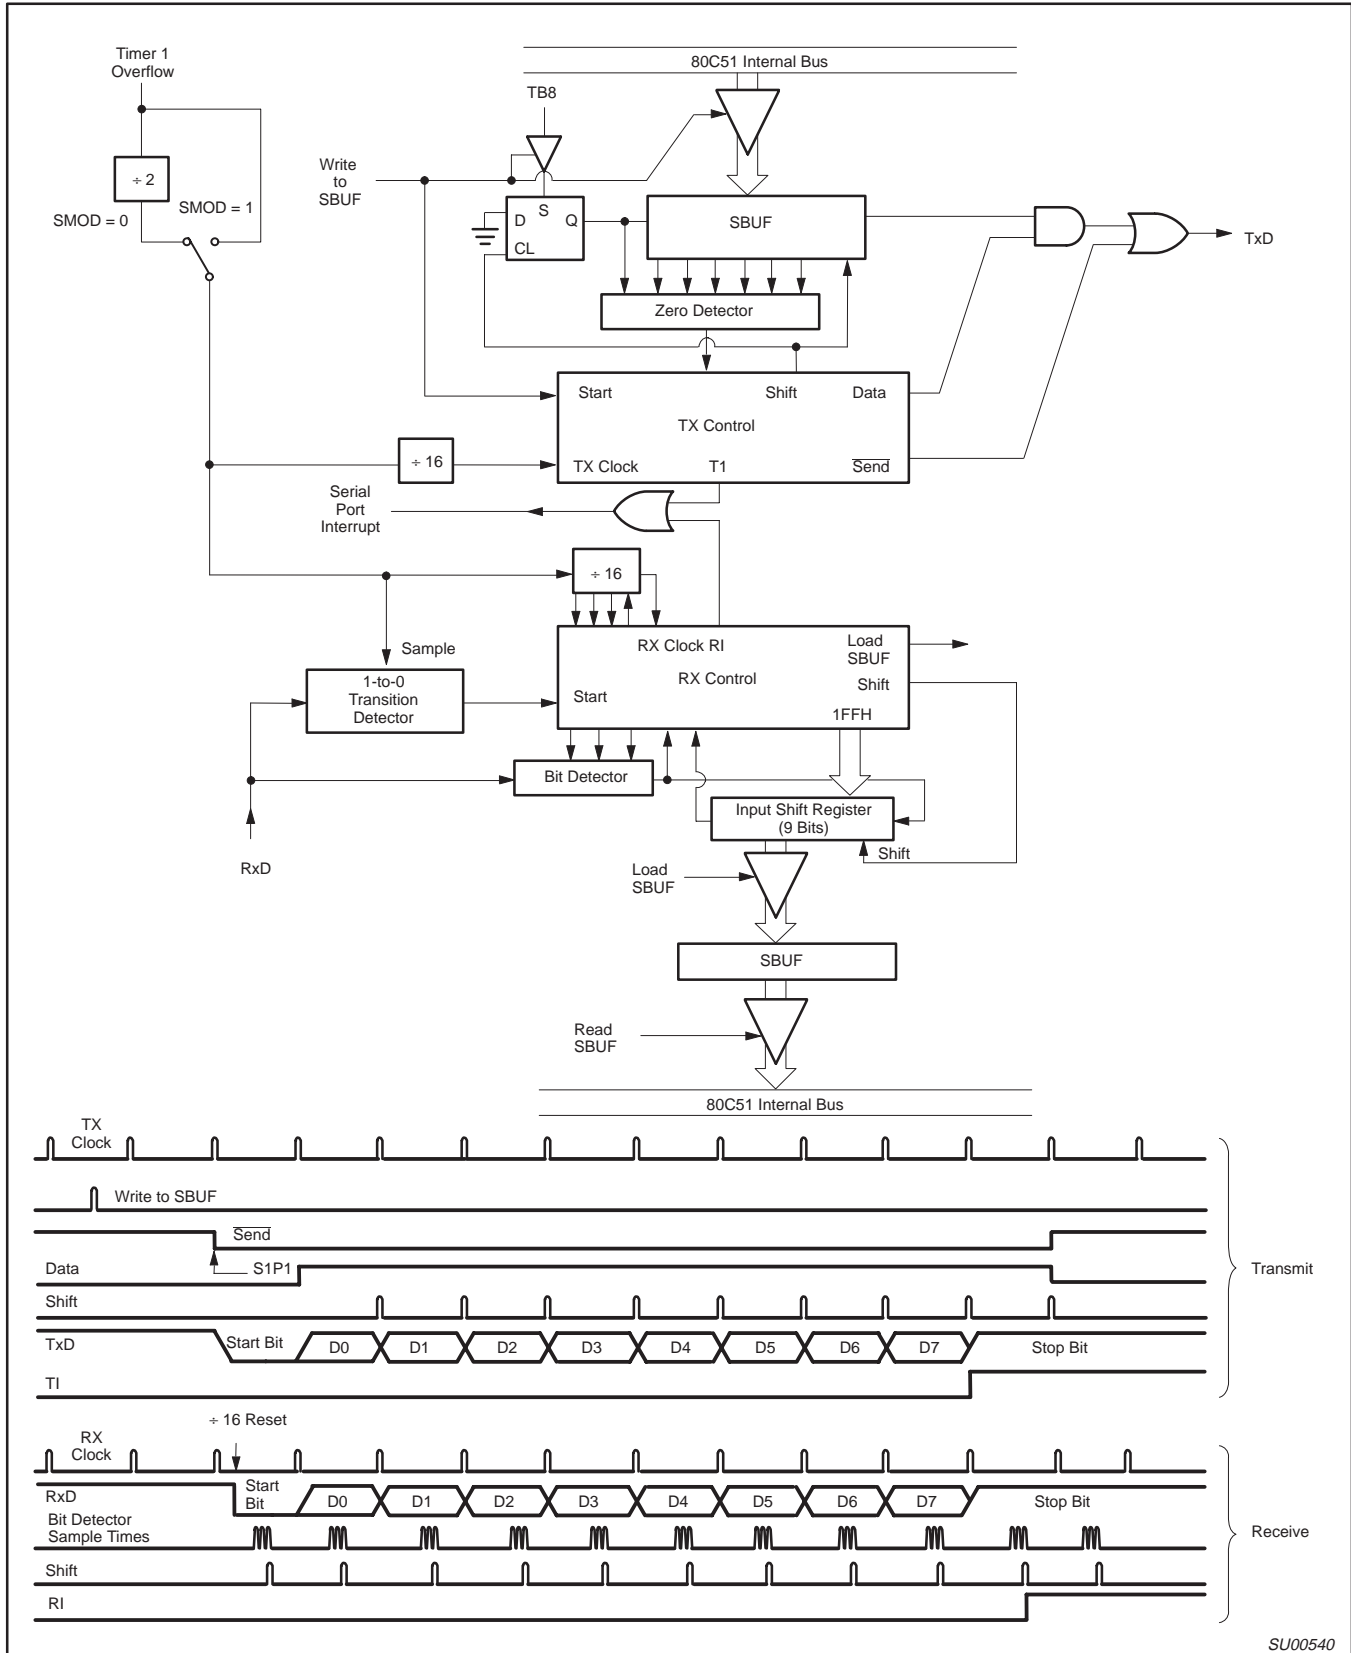 Timer 1
Overflow
80C51 Internal Bus
TB8
÷ 2
Write
to
SBUF
SMOD = 0
SMOD = 1
D
S
Q
CL
SBUF
TxD
Zero Detector
Start
Shift
Data
TX Control
÷ 16
TX Clock
T1
Send
Serial
Port
Interrupt
÷ 16
Sample
RX Clock RI
Load
SBUF
RX Control
Shift
Start
1FFH
1-to-0
Transition
Detector
Bit Detector
Input Shift Register
(9 Bits)
Shift
RxD
Load
SBUF
SBUF
Read
SBUF
80C51 Internal Bus
TX
Clock
Write to SBUF
Send
Data
S1P1
Shift
TxD
Start Bit
D0
D1
D2
D3
D4
D5
D6
D7
Stop Bit
TI
Transmit
÷ 16 Reset
RX
Clock
RxD
Start
Bit
D0
D1
D2
D3
D4
D5
D6
D7
Stop Bit
Bit Detector
Sample Times
Shift
RI
Receive
SU00540